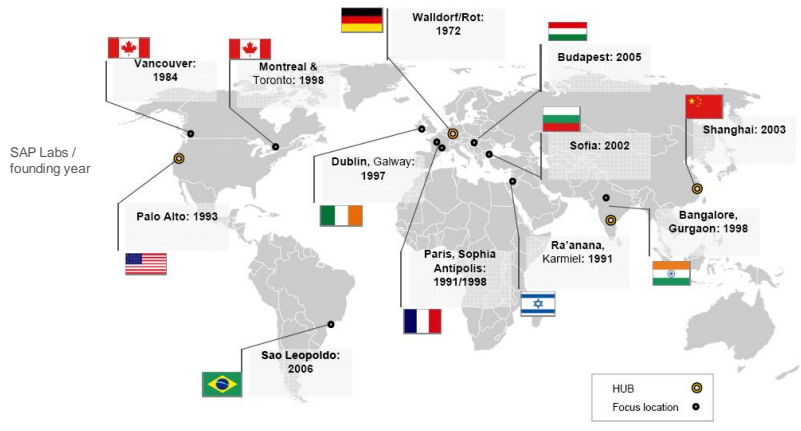 Walldorf/Rot:
1972
Vancouver:
1984
Montreal &
Toronto: 1998
Budapest: 2005
Shanghai: 2003
Sofia: 2002
SAP Labs /
founding year
Dublin, Galway:
1997
Palo Alto: 1993
Paris, Sophia
Antipolis:
1991/1998
Ra'anana,
Karmiel: 1991
Bangalore,
Gurgaon: 1998
Sao Leopoldo:
2006
HUB
Focus location